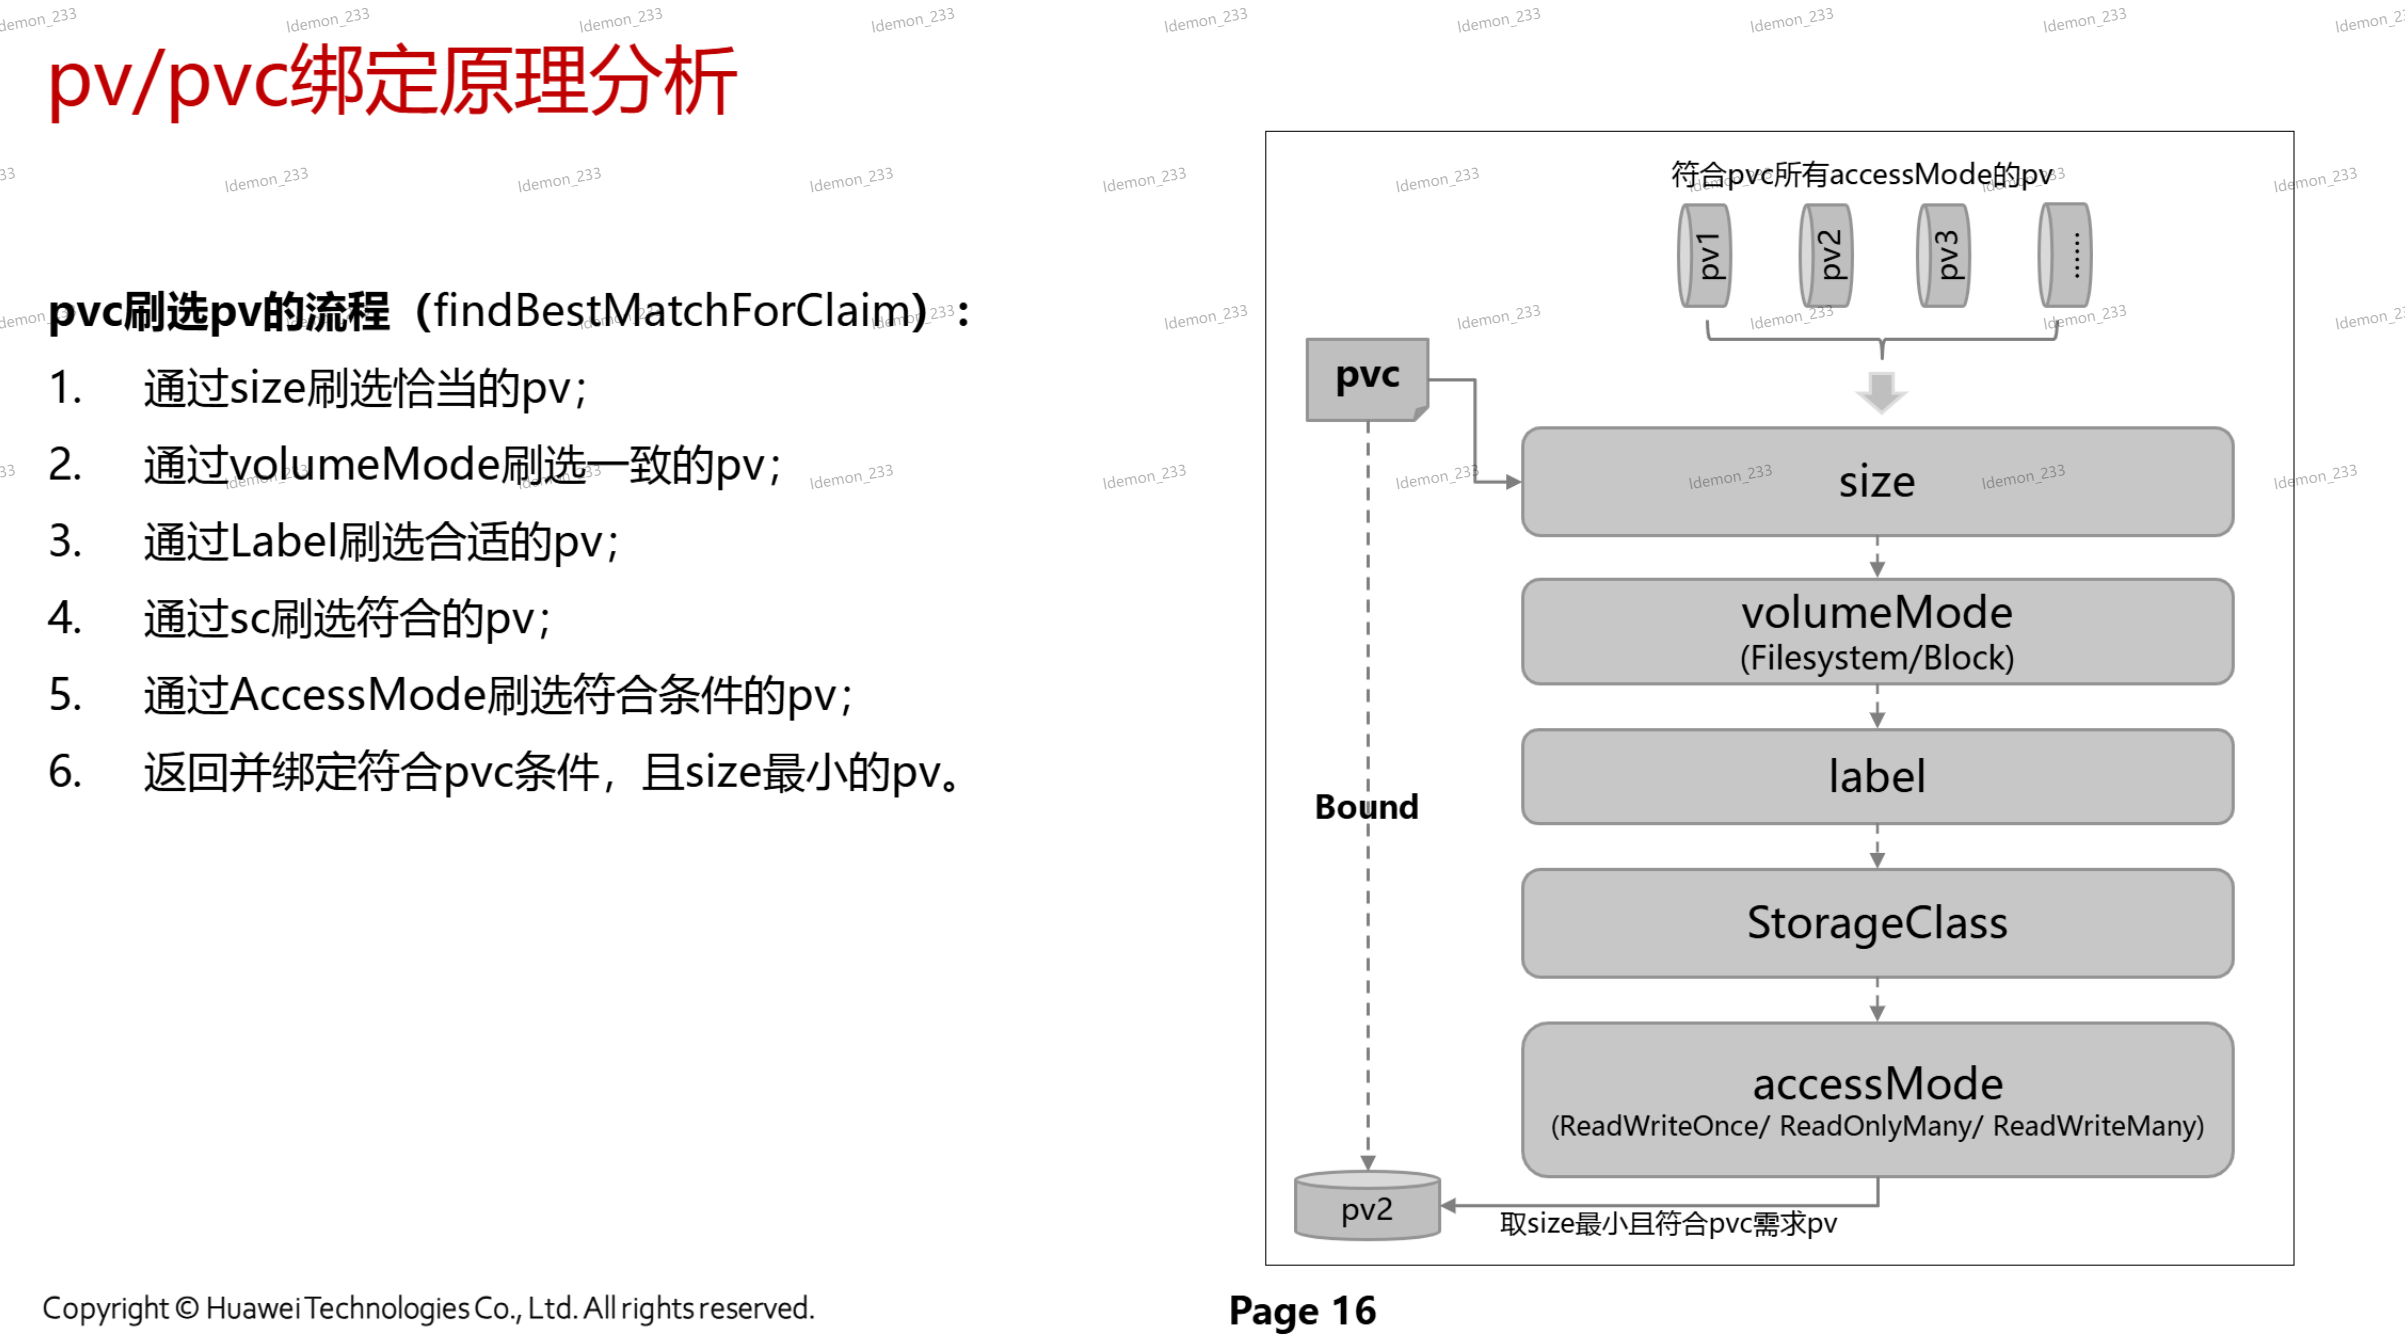 pv/pvc绑定原理分析
pvc刷选pv的流程（findBestMatchForClaim）：
1. 通过size刷选恰当的pv；
2. 通过volumeMode刷选一致的pv；
3. 通过Label刷选合适的pv；
4. 通过sc刷选符合的pv；
5. 通过AccessMode刷选符合条件的pv；
6. 返回并绑定符合pvc条件，且size最小的pv。
符合pvc所有accessMode的pv
pv1
pv2
pv3
......
pvc
size
volumeMode
(Filesystem/Block)
label
Bound
StorageClass
accessMode
(ReadWriteOnce/ ReadOnlyMany/ ReadWriteMany)
pv2
取size最小且符合pvc需求pv
Copyright © Huawei Technologies Co., Ltd. All rights reserved.
Page 16
ldemon_233